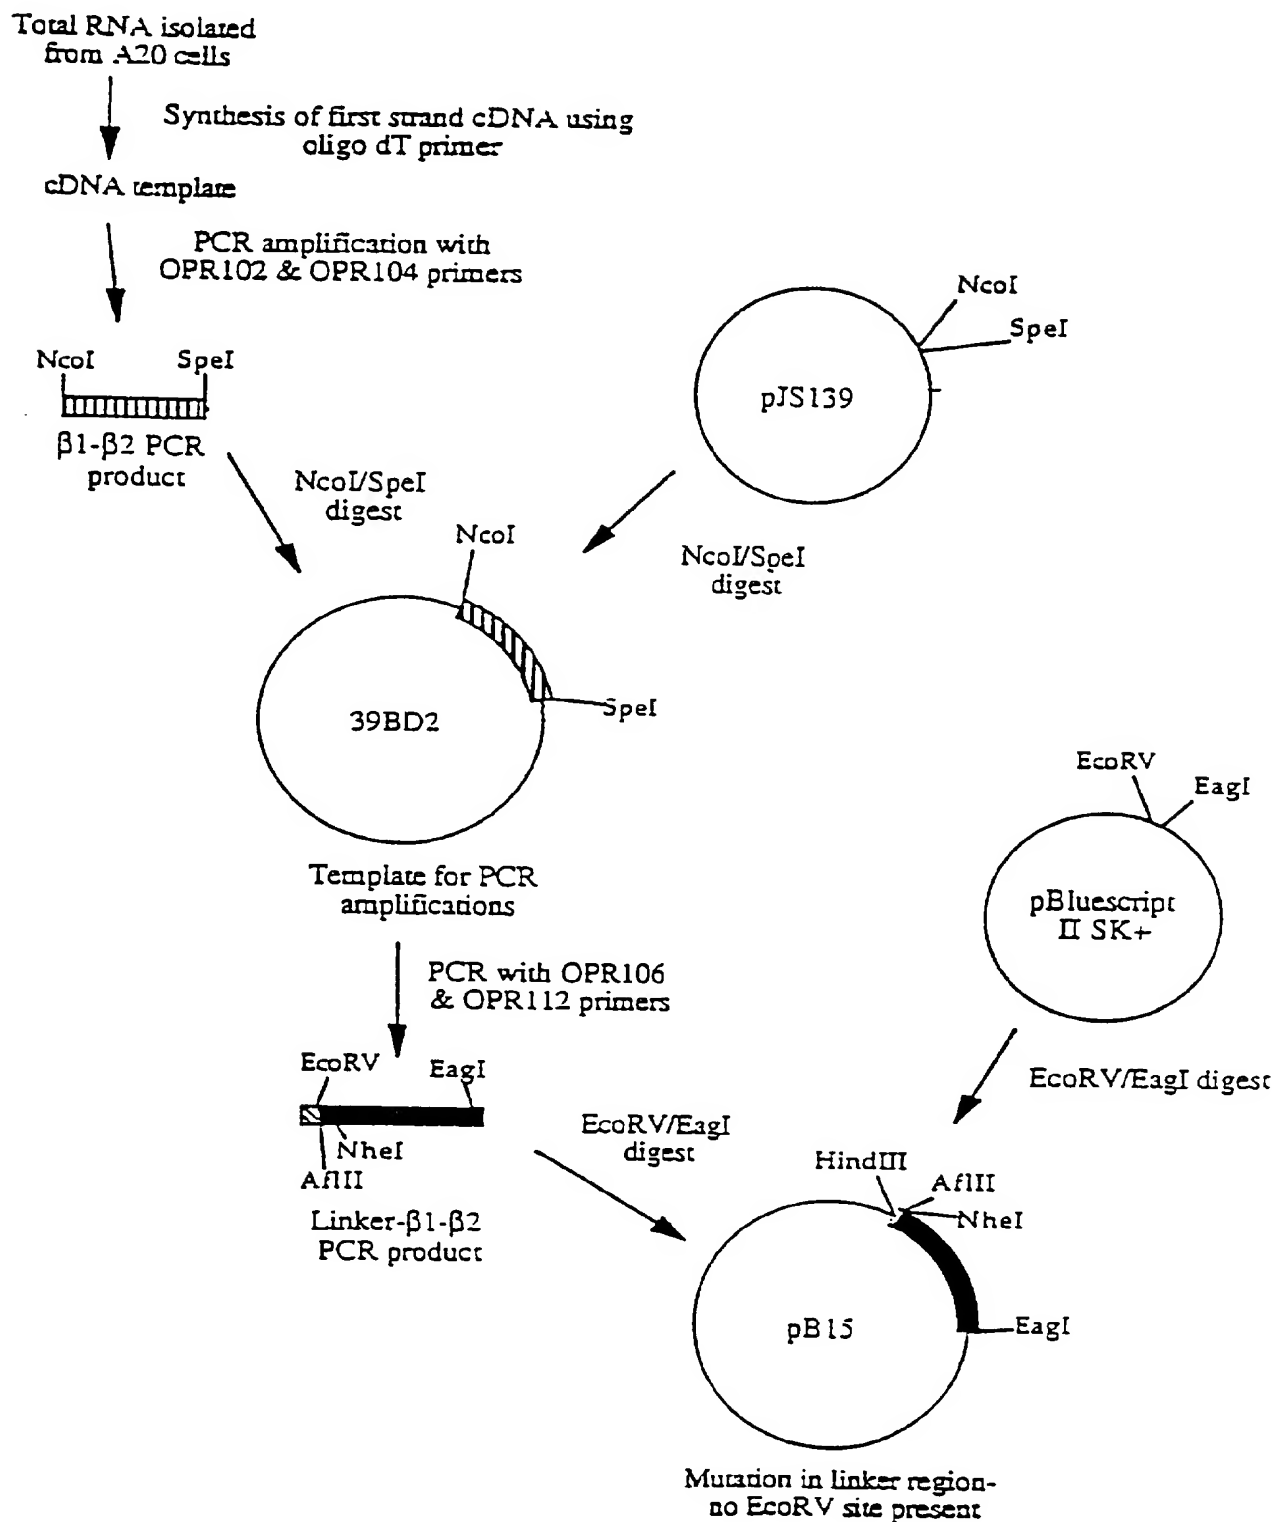 Total RNA isolated
from A20 cells
Synthesis of first strand cDNA using
oligo dT primer
cDNA template
PCR amplification with
OPR102 & OPR104 primers
NcoI
SpeI
β1-β2 PCR
product
NcoI/SpeI
digest
NcoI
SpeI
pJS139
NcoI/SpeI
digest
NcoI
SpeI
39BD2
Template for PCR
amplifications
PCR with OPR106
& OPR112 primers
EcoRV
EagI
pBluescript
II SK+
EcoRV/EagI digest
EcoRV
EagI
NheI
AflII
Linker-β1-β2
PCR product
EcoRV/EagI
digest
HindIII
AflII
NheI
EagI
pB15
Mutation in linker region-
no EcoRV site present